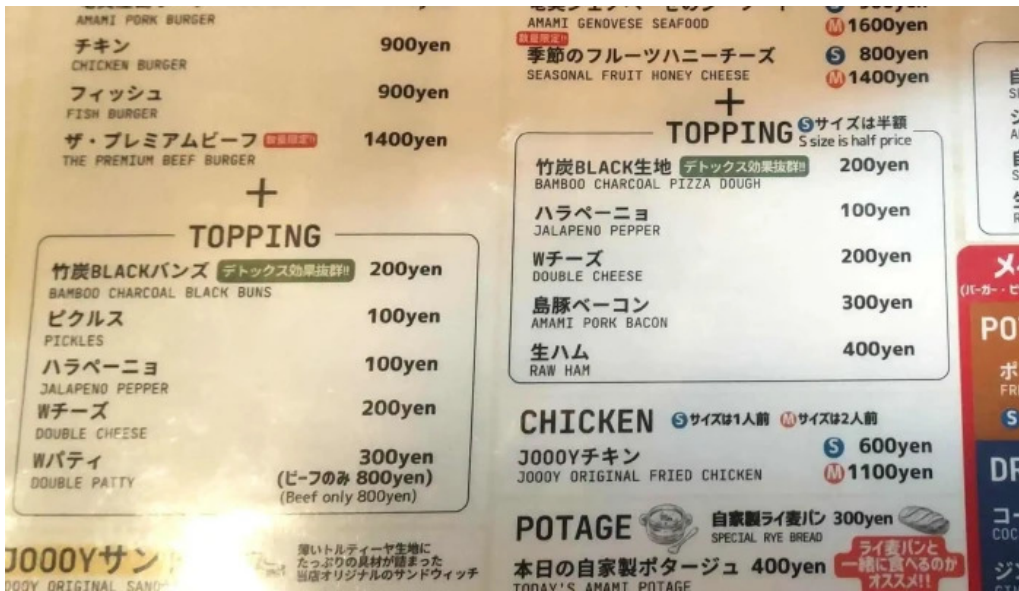 AMAMI PORK BURGER
チキン 900yen
CHICKEN BURGER
フィッシュ 900yen
FISH BURGER
ザ・プレミアムビーフ 数量限定!! 1400yen
THE PREMIUM BEEF BURGER
+
TOPPING
竹炭BLACKバンズ デトックス効果抜群!! 200yen
BAMBOO CHARCOAL BLACK BUNS
ピクルス 100yen
PICKLES
ハラペーニョ 100yen
JALAPENO PEPPER
Wチーズ 200yen
DOUBLE CHEESE
Wパティ 300yen
DOUBLE PATTY (ビーフのみ 800yen)
(Beef only 800yen)
JOOOYサン
薄いトルティーヤ生地に
たっぷりの具材が詰まった
当店オリジナルのサンドウィッチ
AMAMI GENOVESE SEAFOOD
M 1600yen
数量限定!!
季節のフルーツハニーチーズ S 800yen
SEASONAL FRUIT HONEY CHEESE M 1400yen
+
TOPPING Sサイズは半額
S size is half price
竹炭BLACK生地 デトックス効果抜群!! 200yen
BAMBOO CHARCOAL PIZZA DOUGH
ハラペーニョ 100yen
JALAPENO PEPPER
Wチーズ 200yen
DOUBLE CHEESE
島豚ベーコン 300yen
AMAMI PORK BACON
生ハム 400yen
RAW HAM
CHICKEN Sサイズは1人前 Mサイズは2人前
JOOOYチキン S 600yen
JOOOY ORIGINAL FRIED CHICKEN M 1100yen
POTAGE 自家製ライ麦パン 300yen
SPECIAL RYE BREAD
本日の自家製ポタージュ 400yen
TODAY'S AMAMI POTAGE
ライ麦パンと
一緒に食べるのが
オススメ!!